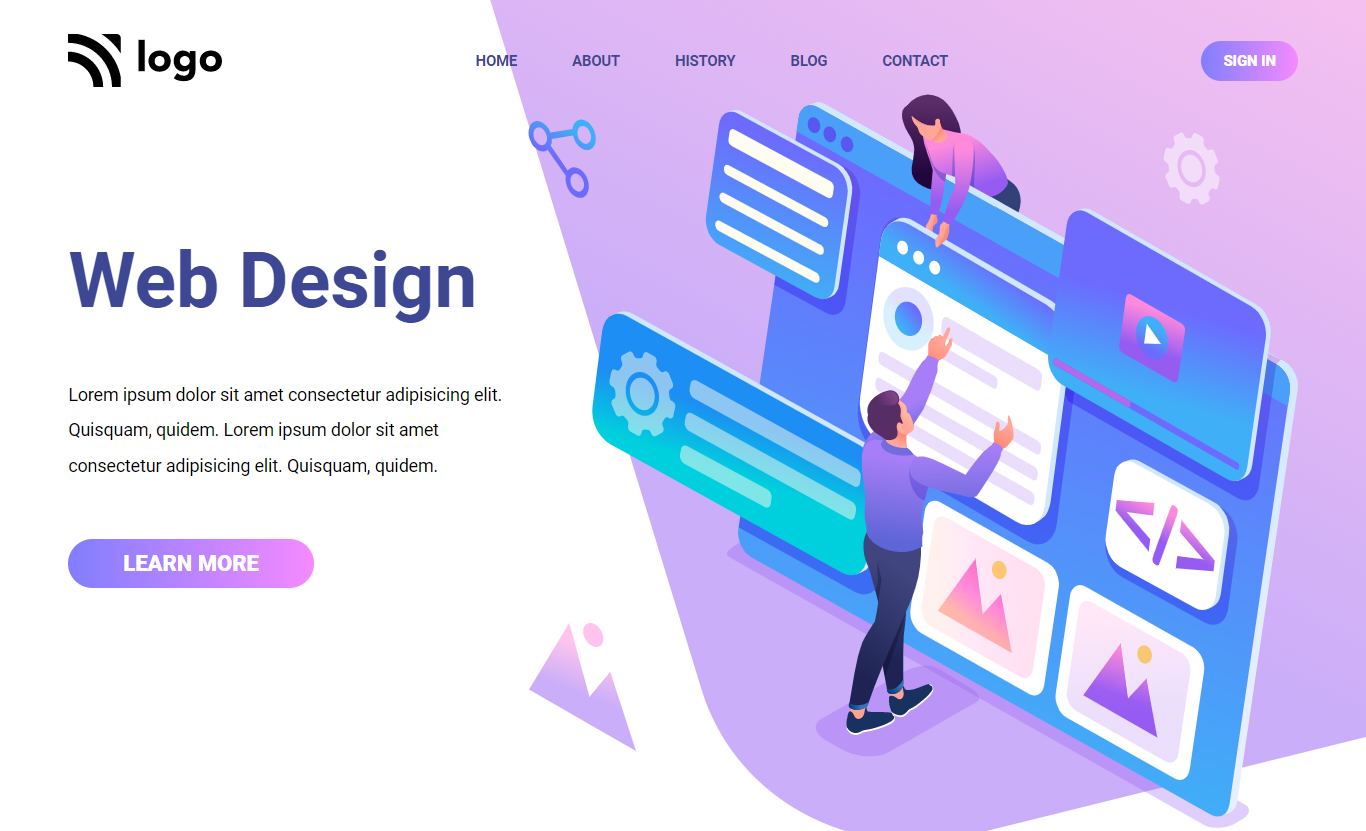 logo
HOME ABOUT HISTORY BLOG CONTACT
SIGN IN
Web Design
Lorem ipsum dolor sit amet consectetur adipisicing elit.
Quisquam, quidem. Lorem ipsum dolor sit amet
consectetur adipisicing elit. Quisquam, quidem.
LEARN MORE
</>